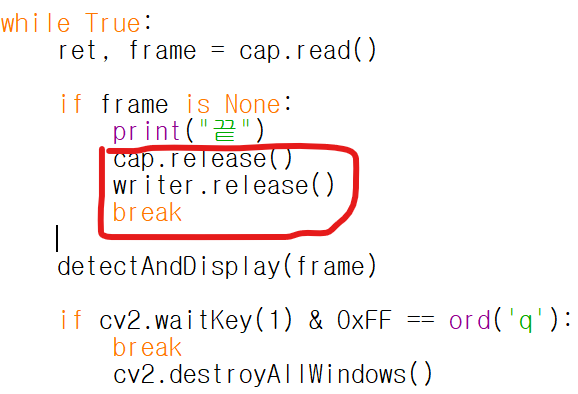 while True:
    ret, frame = cap.read()
    if frame is None:
        print("끝")
        cap.release()
        writer.release()
        break
    detectAndDisplay(frame)
    if cv2.waitKey(1) & 0xFF == ord('q'):
        break
        cv2.destroyAllWindows()